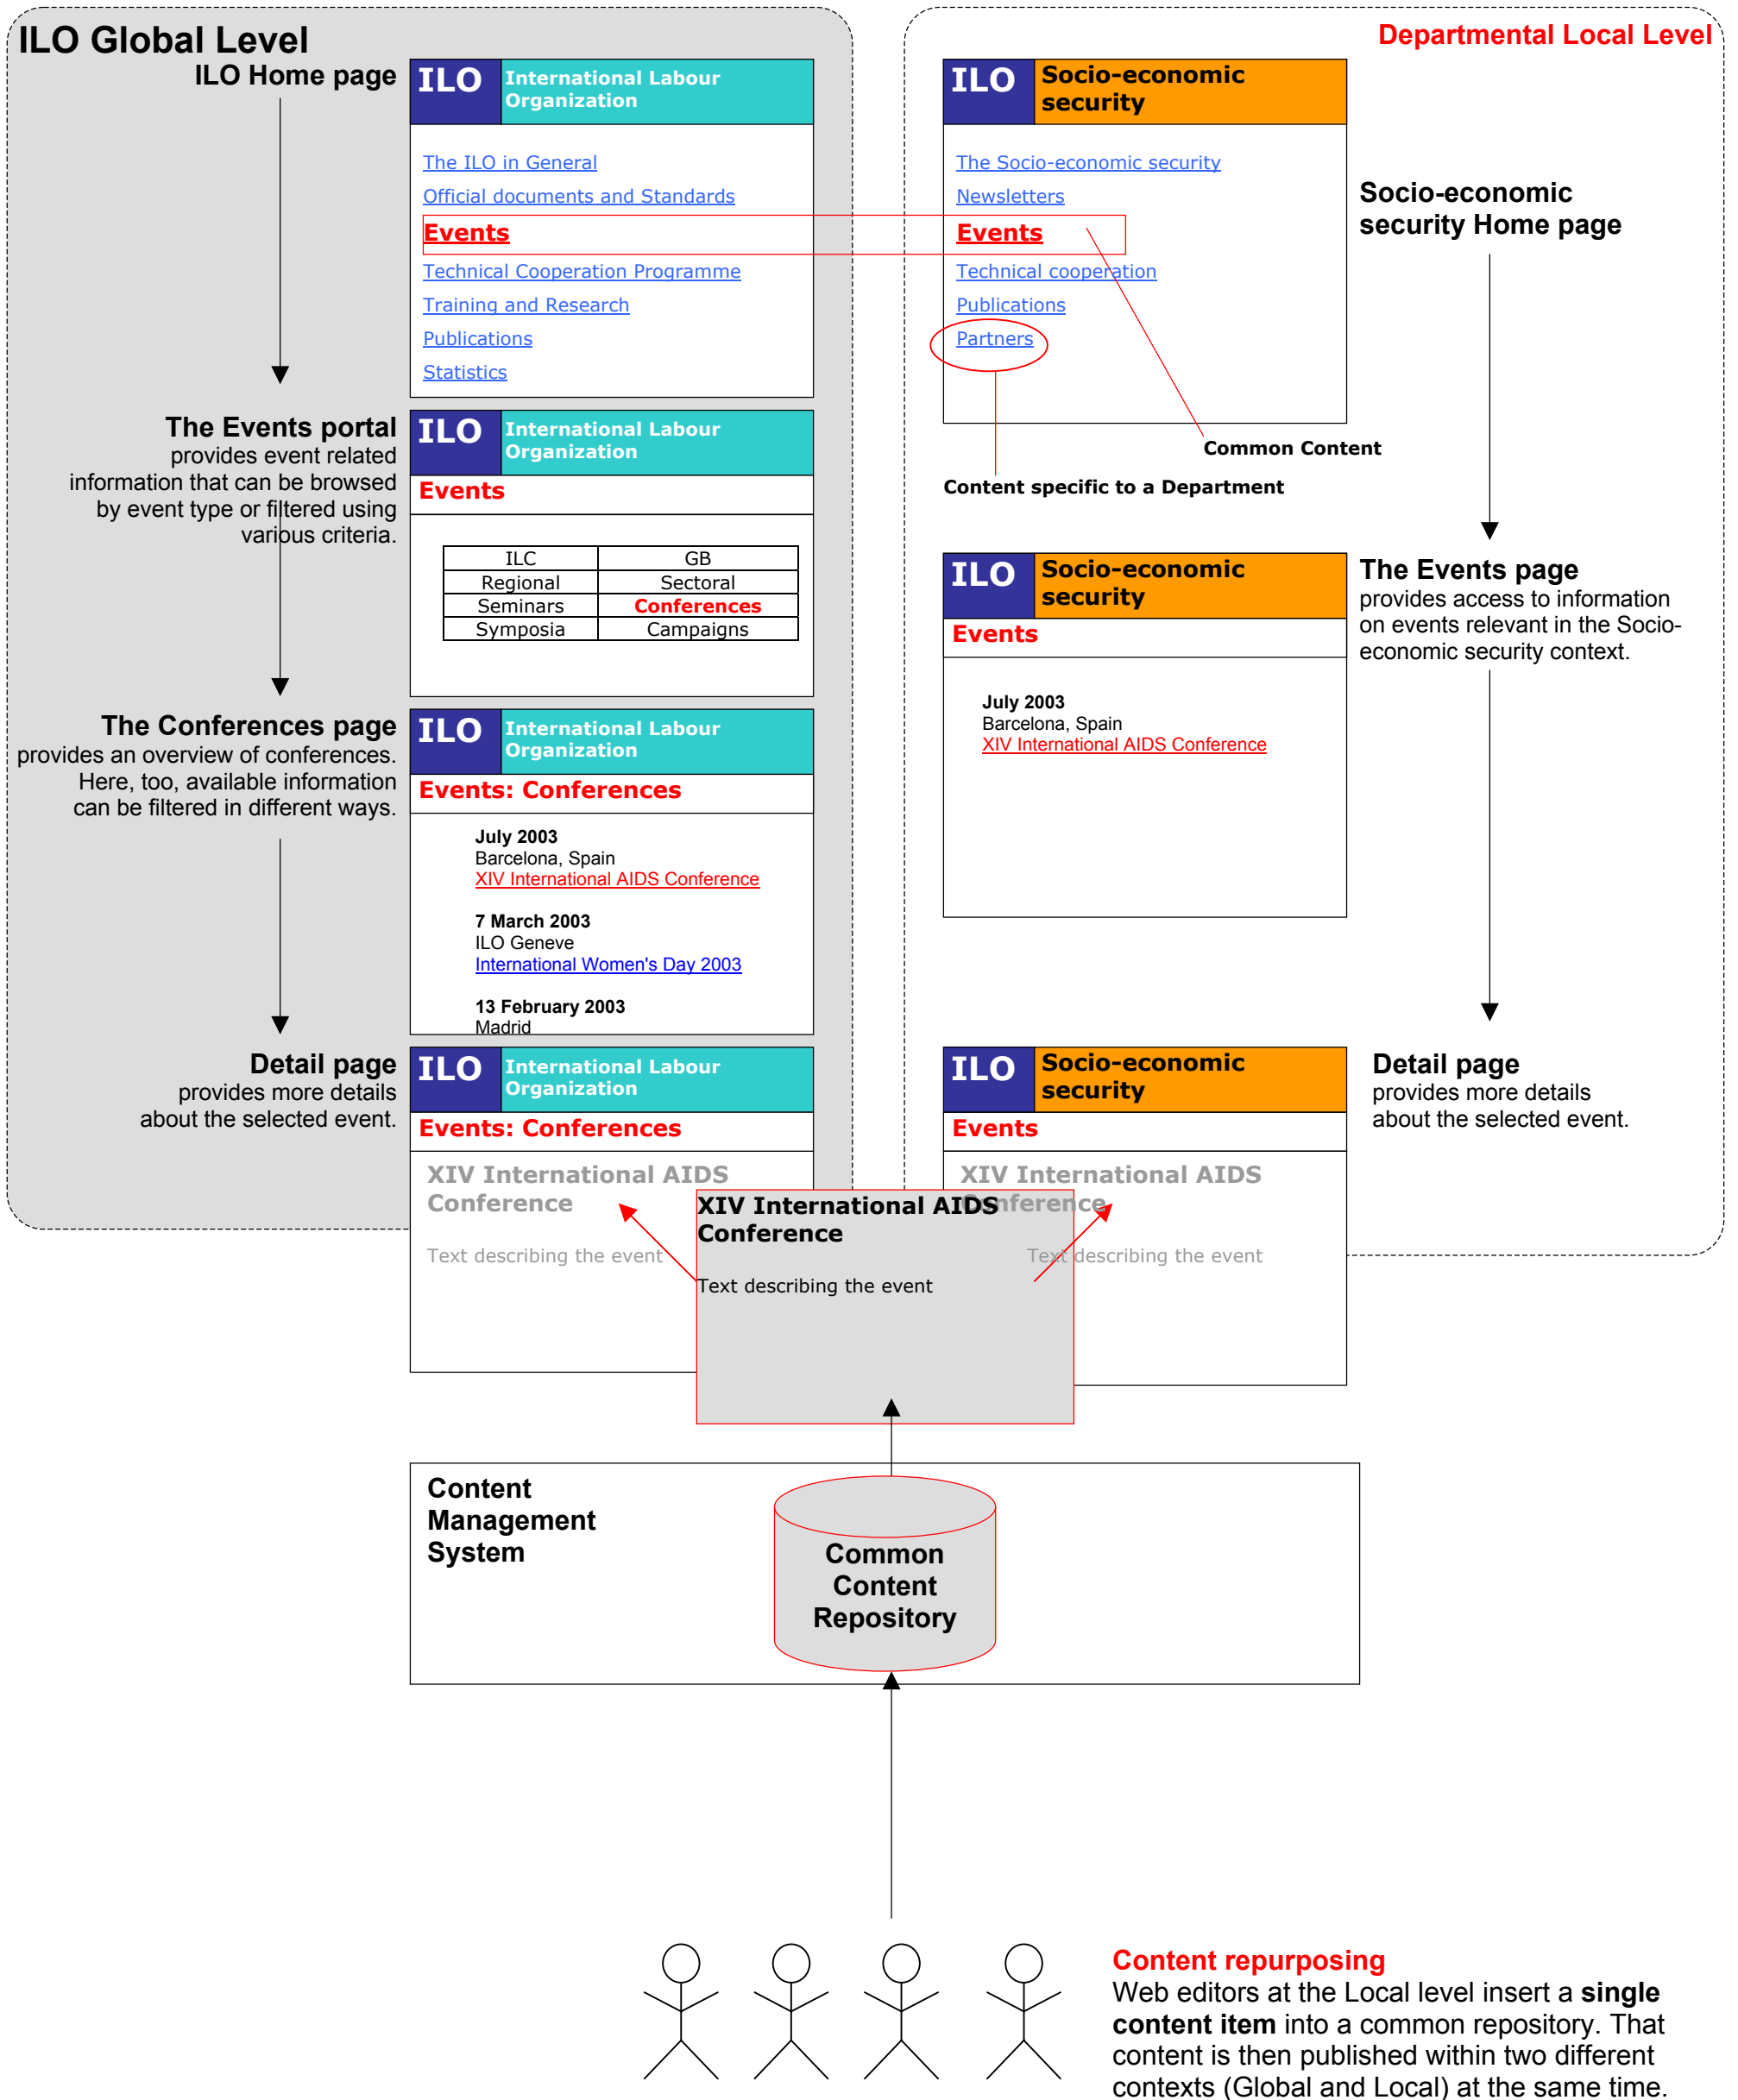 ILO Global Level
ILO Home page
ILO
International Labour
Organization
The ILO in General
Official documents and Standards
Events
Technical Cooperation Programme
Training and Research
Publications
Statistics
The Events portal
provides event related
information that can be browsed
by event type or filtered using
various criteria.
ILO
International Labour
Organization
Events
ILC GB
Regional Sectoral
Seminars Conferences
Symposia Campaigns
The Conferences page
provides an overview of conferences.
Here, too, available information
can be filtered in different ways.
ILO
International Labour
Organization
Events: Conferences
July 2003
Barcelona, Spain
XIV International AIDS Conference
7 March 2003
ILO Geneve
International Women's Day 2003
13 February 2003
Madrid
Detail page
provides more details
about the selected event.
ILO
International Labour
Organization
Events: Conferences
XIV International AIDS
Conference
Text describing the event
Departmental Local Level
ILO
Socio-economic
security
The Socio-economic security
Newsletters
Events
Technical cooperation
Publications
Partners
Socio-economic
security Home page
Common Content
Content specific to a Department
ILO
Socio-economic
security
Events
July 2003
Barcelona, Spain
XIV International AIDS Conference
The Events page
provides access to information
on events relevant in the Socio-
economic security context.
ILO
Socio-economic
security
Events
XIV International AIDS
Conference
Text describing the event
Detail page
provides more details
about the selected event.
XIV International AIDS
Conference
Text describing the event
Content
Management
System
Common
Content
Repository
Content repurposing
Web editors at the Local level insert a single
content item into a common repository. That
content is then published within two different
contexts (Global and Local) at the same time.